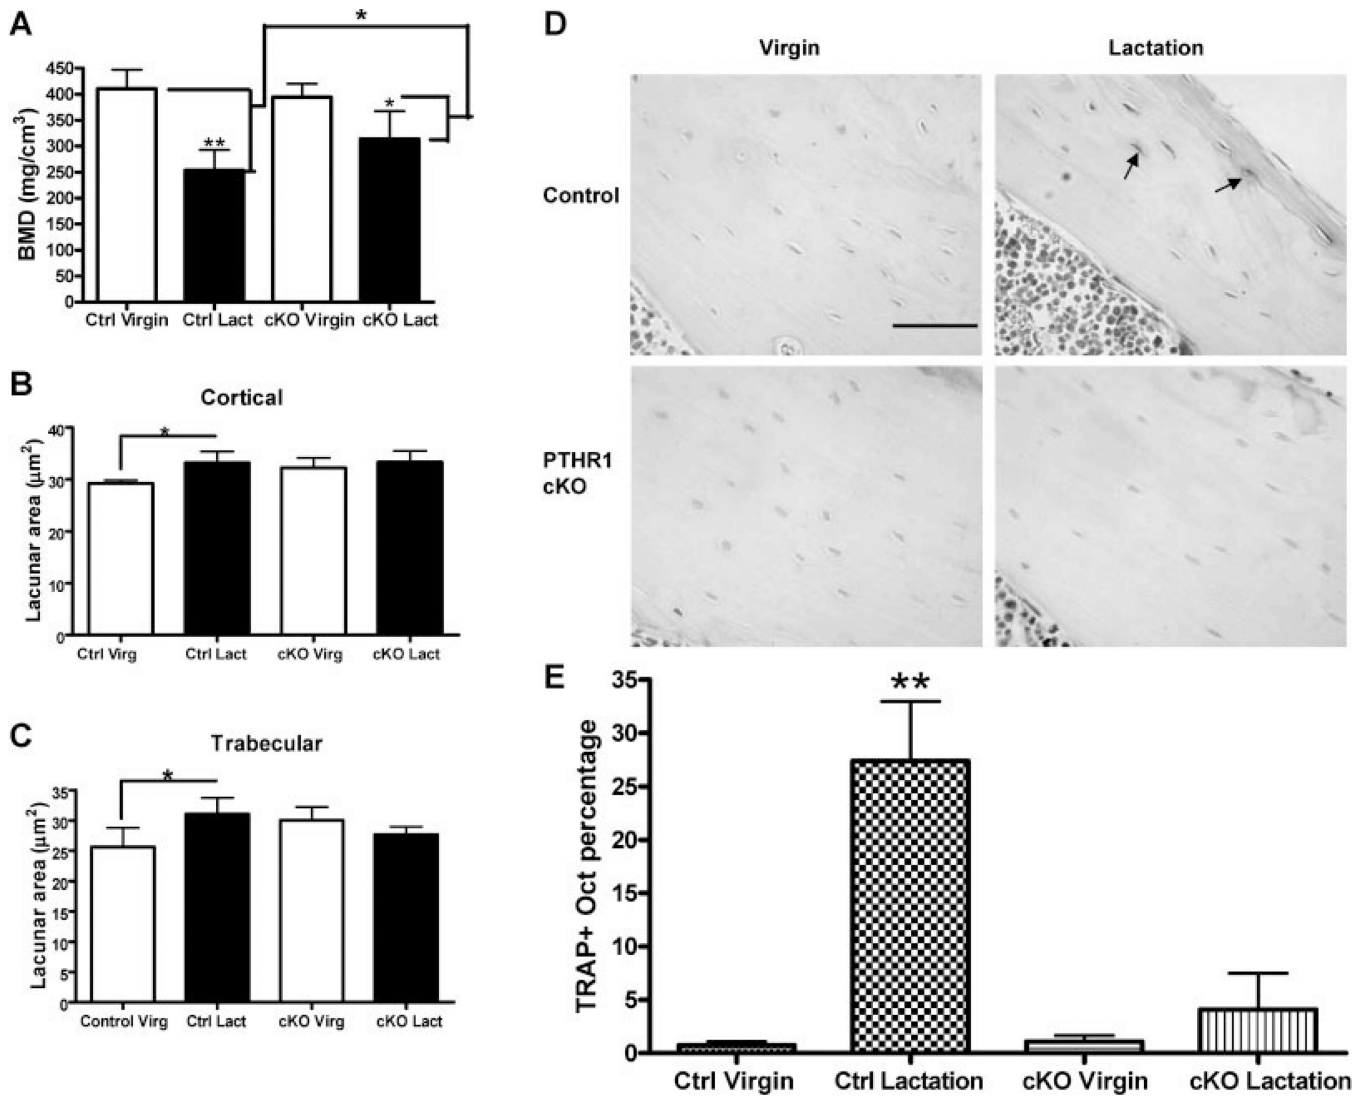 A
*
BMD (mg/cm³)
450
400
350
300
250
200
150
100
50
0
**
*
Ctrl Virgin Ctrl Lact cKO Virgin cKO Lact
B
Cortical
Lacunar area (μm²)
40
30
20
10
0
*
Ctrl Virg Ctrl Lact cKO Virg cKO Lact
C
Trabecular
Lacunar area (μm²)
35
30
25
20
15
10
5
0
*
Control Virg Ctrl Lact cKO Virg cKO Lact
D
Virgin Lactation
Control
PTHR1
cKO
E
TRAP+ Oct percentage
35
30
25
20
15
10
5
0
**
Ctrl Virgin Ctrl Lactation cKO Virgin cKO Lactation